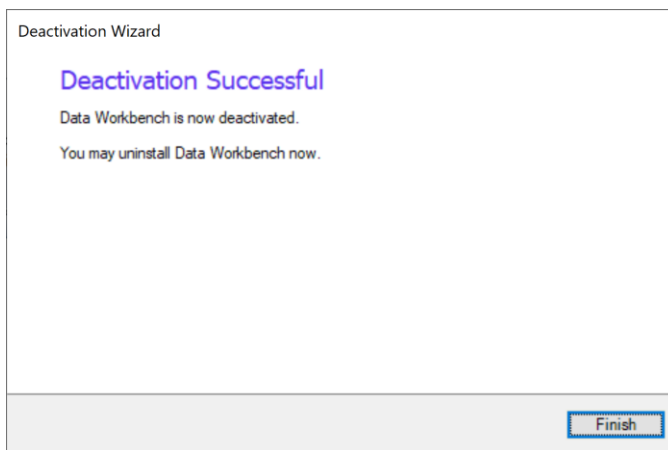 Deactivation Wizard
Deactivation Successful
Data Workbench is now deactivated.
You may uninstall Data Workbench now.
Finish